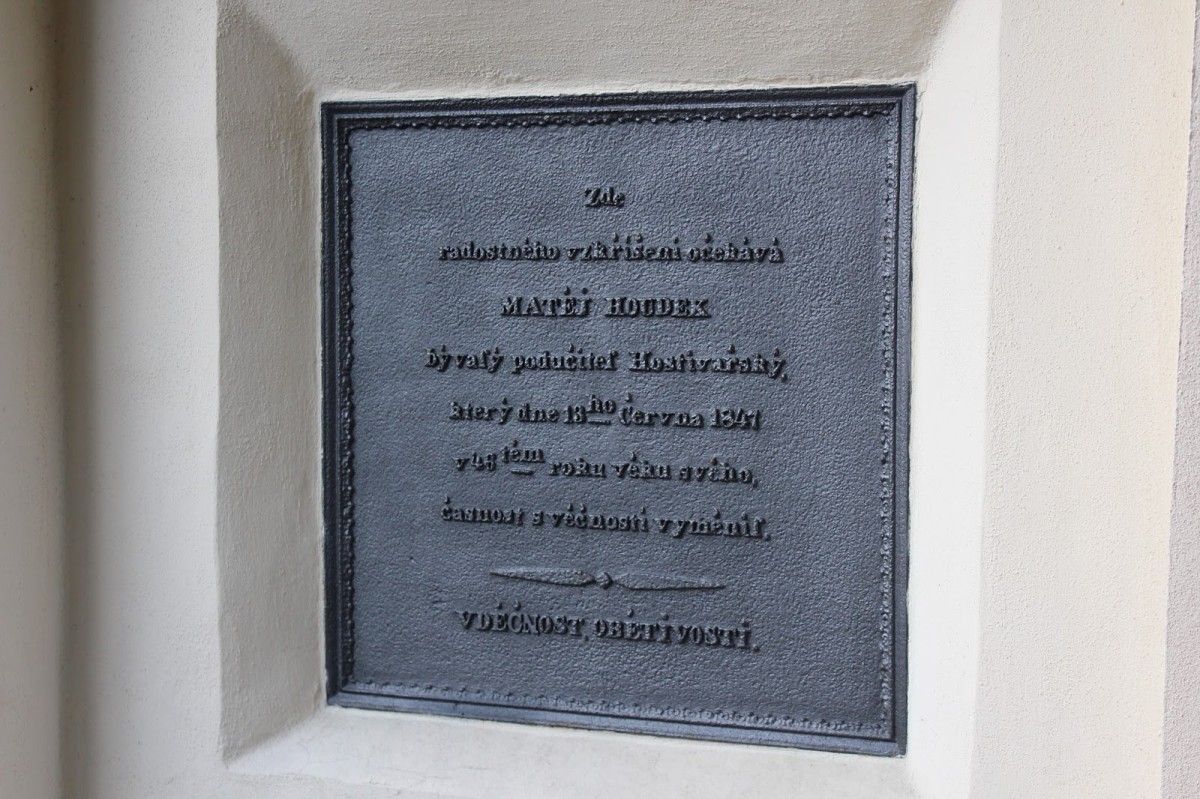 Zde
radostného vzkříšení očekává
MATĚJ HOUDEK
bývalý podučitel Hostivařský,
který dne 13ho Června 1847
v 46tém roku věku svého,
časnost s věčností vyměnil.
VDĚČNOST, OBĚTIVOSTI.